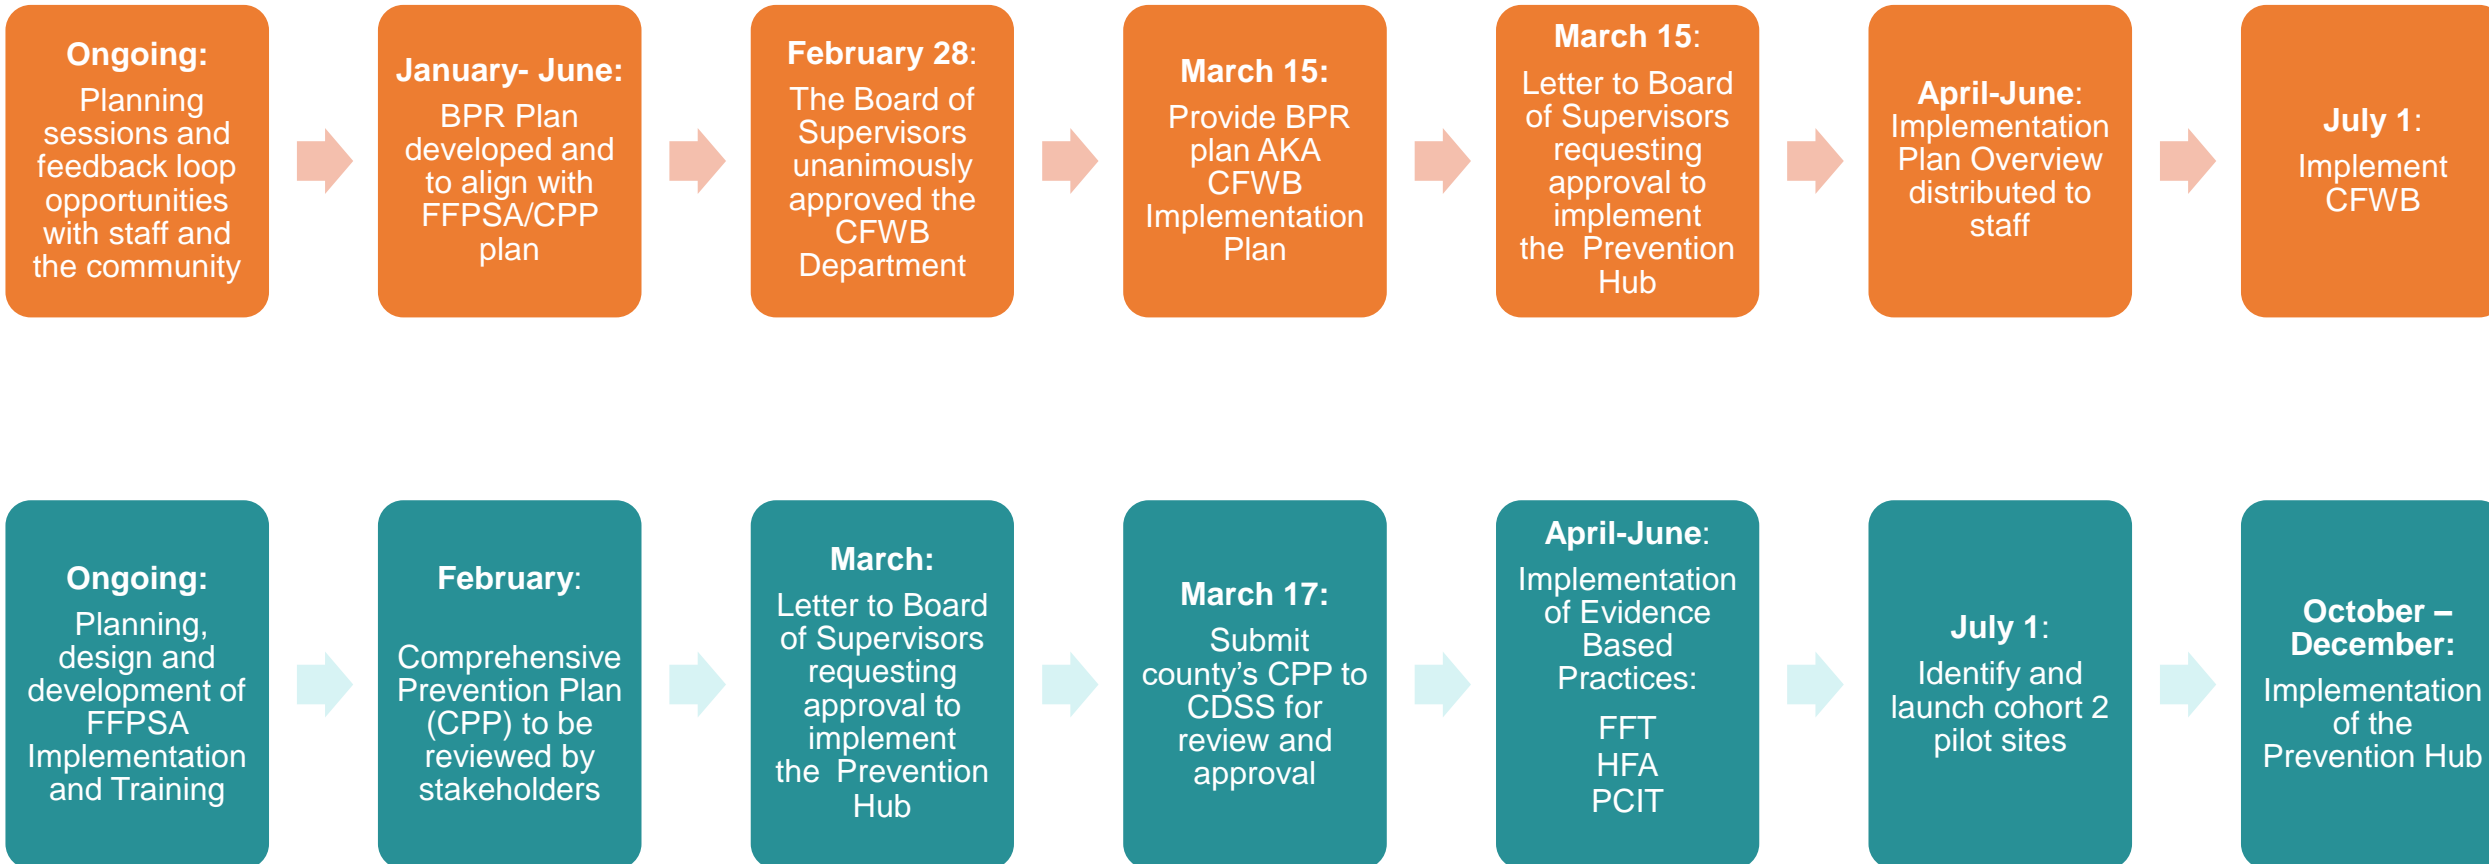 Ongoing:
Planning
sessions and
feedback loop
opportunities
with staff and
the community
January- June:
BPR Plan
developed and
to align with
FFPSA/CPP
plan
February 28:
The Board of
Supervisors
unanimously
approved the
CFWB
Department
March 15:
Provide BPR
plan AKA
CFWB
Implementation
Plan
March 15:
Letter to Board
of Supervisors
requesting
approval to
implement
the  Prevention
Hub
April-June:
Implementation
Plan Overview
distributed to
staff
July 1:
Implement
CFWB
Ongoing:
Planning,
design and
development of
FFPSA
Implementation
and Training
February:
Comprehensive
Prevention Plan
(CPP) to be
reviewed by
stakeholders
March:
Letter to Board
of Supervisors
requesting
approval to
implement
the  Prevention
Hub
March 17:
Submit
county’s CPP to
CDSS for
review and
approval
April-June:
Implementation
of Evidence
Based
Practices:
FFT
HFA
PCIT
July 1:
Identify and
launch cohort 2
pilot sites
October –
December:
Implementation
of the
Prevention Hub